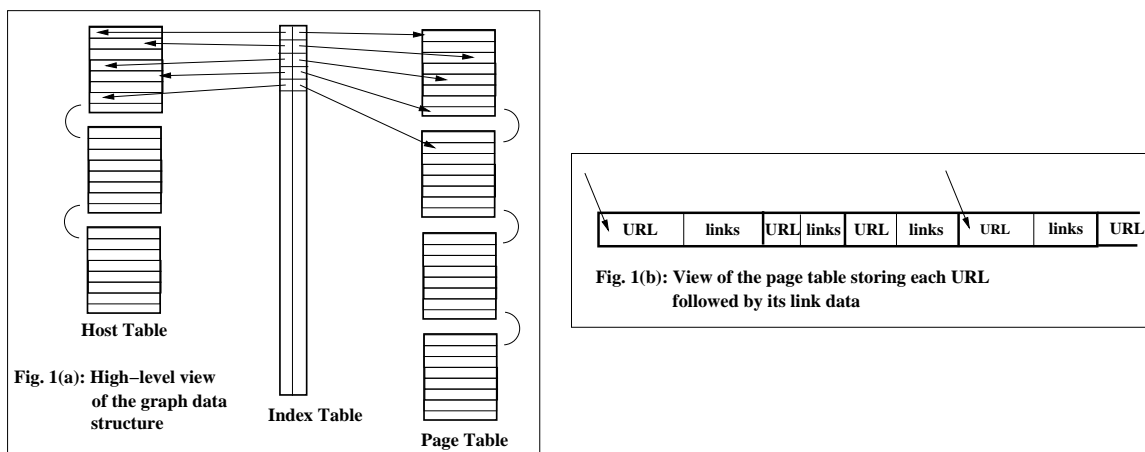 Host Table
Fig. 1(a): High−level view
of the graph data
structure
Index Table
Page Table
URL links URL links URL links URL links URL
Fig. 1(b): View of the page table storing each URL
followed by its link data